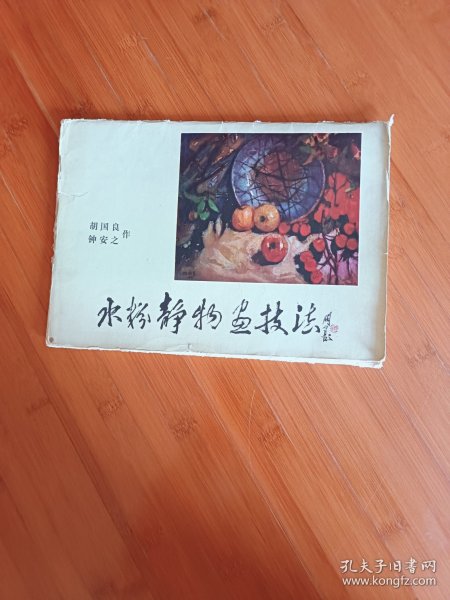 胡国良
钟安之
作
水粉静物画技法
孔夫子旧书网
www.kongfz.com